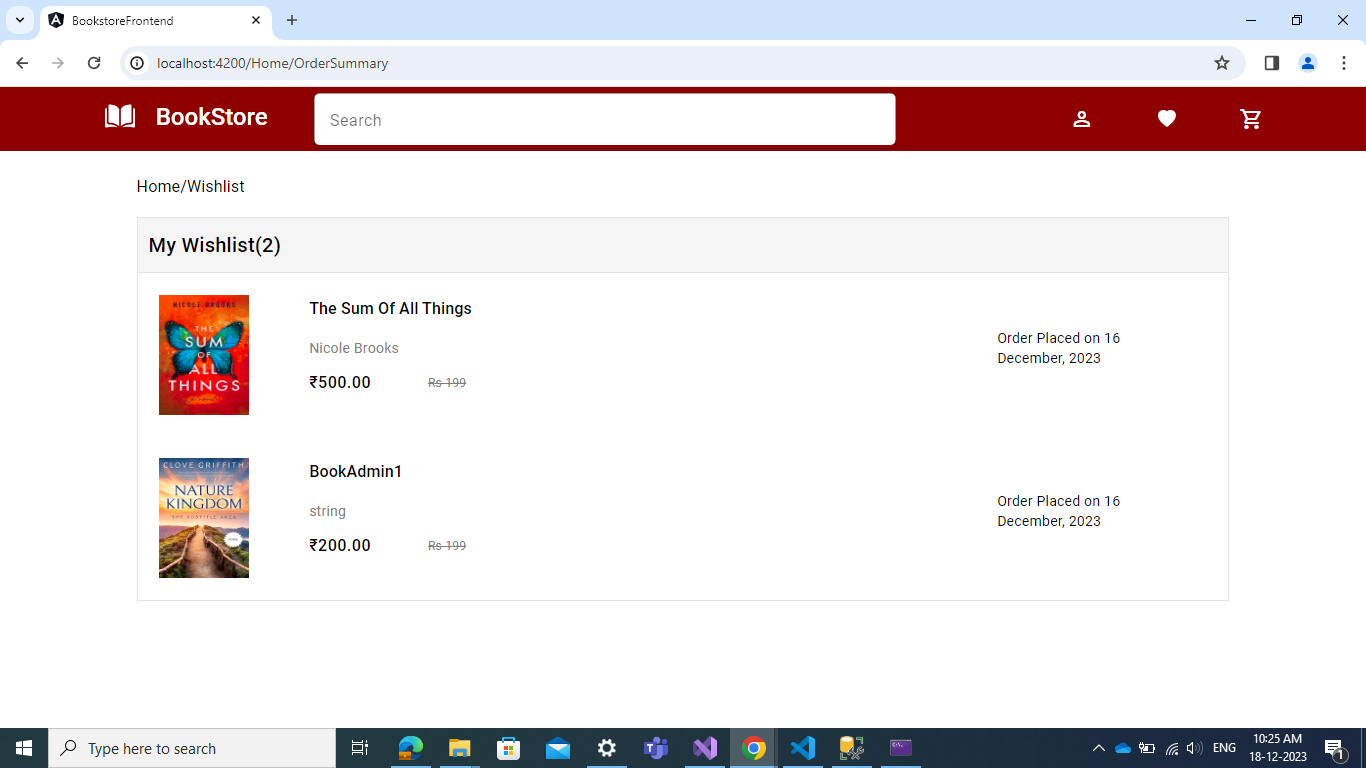 BookstoreFrontend
localhost:4200/Home/OrderSummary
BookStore
Search
Home/Wishlist
My Wishlist(2)
NICOLE BROOKS
THE
SUM
OF
ALL
THINGS
The Sum Of All Things
Nicole Brooks
₹500.00 Rs 199
Order Placed on 16
December, 2023
CLOVE GRIFFITH
NATURE
KINGDOM
THE SUBTITLE AREA
BookAdmin1
string
₹200.00 Rs 199
Order Placed on 16
December, 2023
Type here to search
ENG
10:25 AM
18-12-2023
1